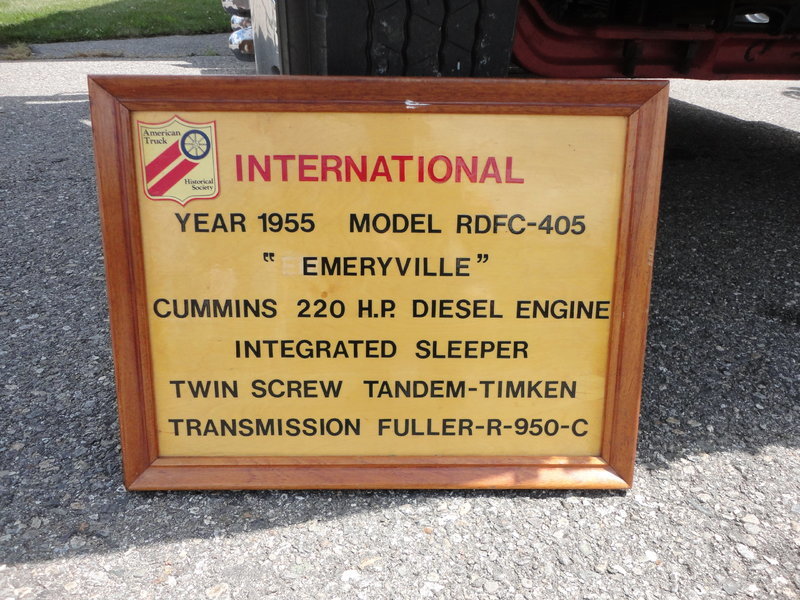 American
Truck
Historical
Society
INTERNATIONAL
YEAR 1955 MODEL RDFC-405
"EMERYVILLE"
CUMMINS 220 H.P. DIESEL ENGINE
INTEGRATED SLEEPER
TWIN SCREW TANDEM-TIMKEN
TRANSMISSION FULLER-R-950-C